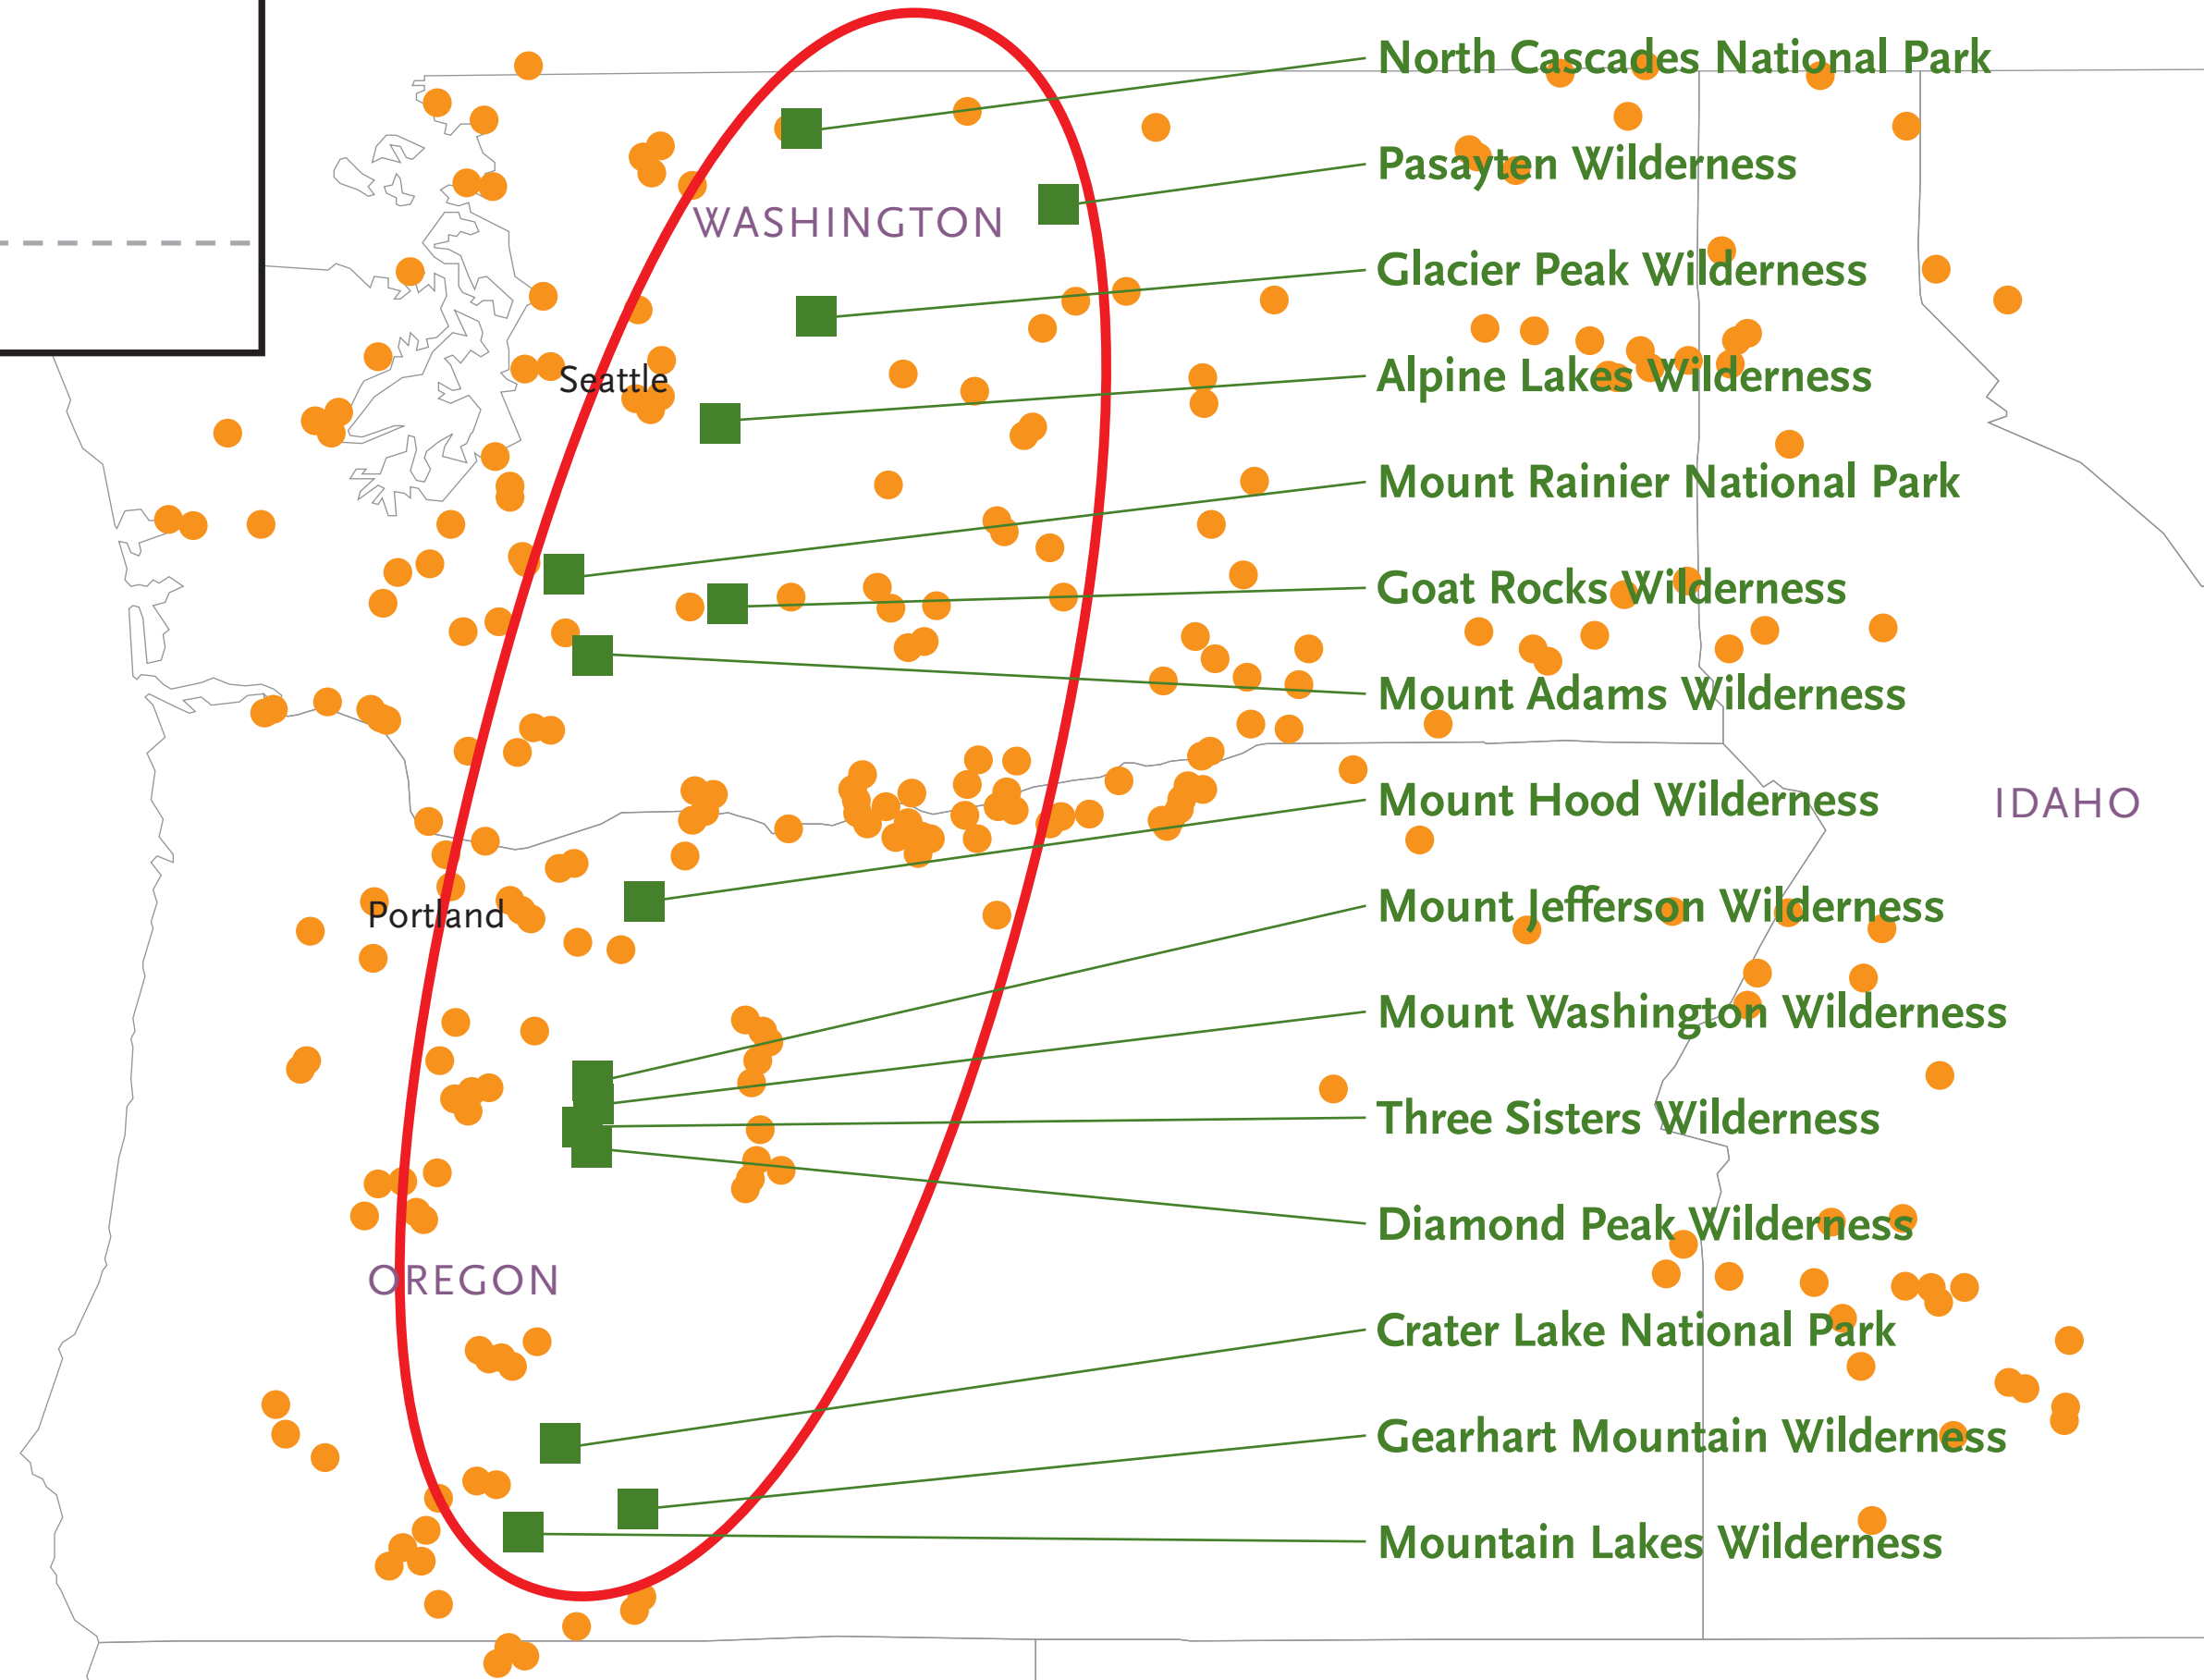 North Cascades National Park
Pasayten Wilderness
WASHINGTON
Glacier Peak Wilderness
Seattle
Alpine Lakes Wilderness
Mount Rainier National Park
Goat Rocks Wilderness
Mount Adams Wilderness
Mount Hood Wilderness
IDAHO
Mount Jefferson Wilderness
Portland
Mount Washington Wilderness
Three Sisters Wilderness
Diamond Peak Wilderness
OREGON
Crater Lake National Park
Gearhart Mountain Wilderness
Mountain Lakes Wilderness